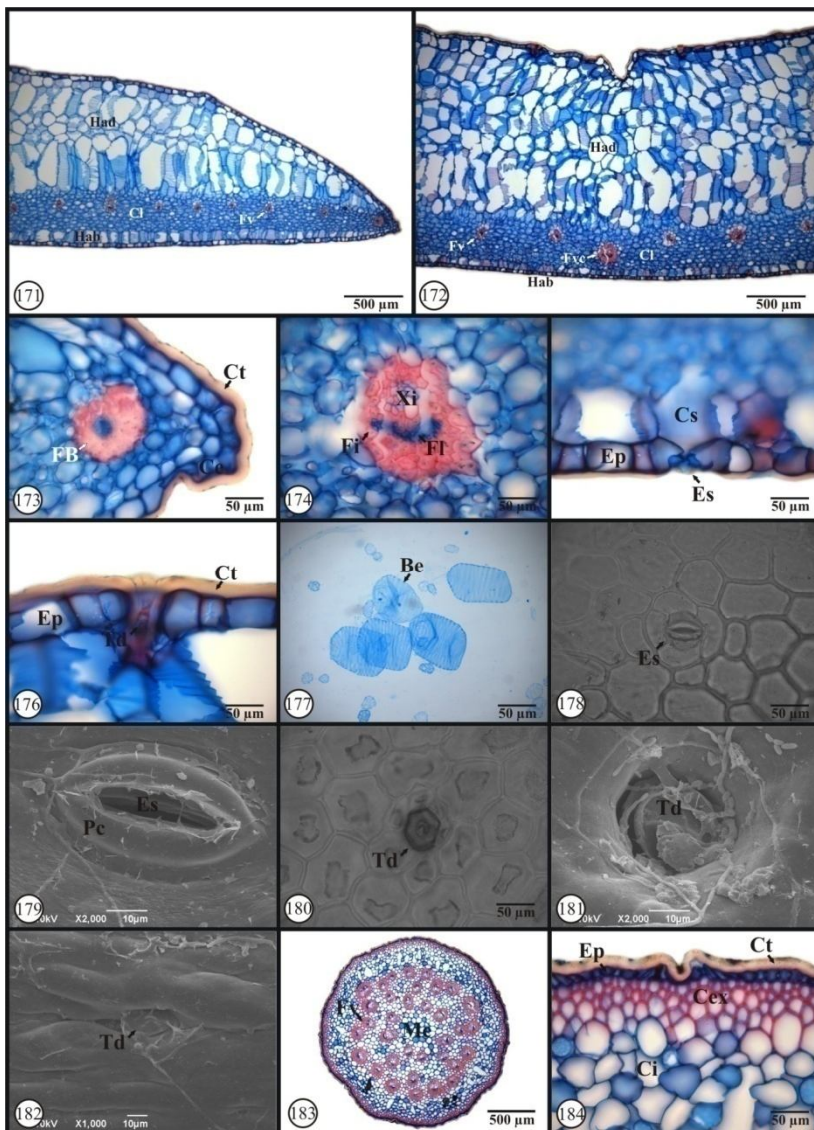 Had
Cl
Fv
Hab
171
500 µm
Had
Fv
Fvc
Cl
Hab
172
500 µm
Ct
FB
Ce
173
50 µm
Xi
Fi
Fl
174
50 µm
Cs
Ep
Es
50 µm
Ct
Ep
Td
176
50 µm
Be
177
50 µm
Es
178
50 µm
Es
Pc
179
0kV X2,000 10µm
Td
180
50 µm
Td
181
0kV X2,000 10µm
Td
182
0kV X1,000 10µm
Me
183
500 µm
Ep
Ct
Cex
Ci
184
50 µm